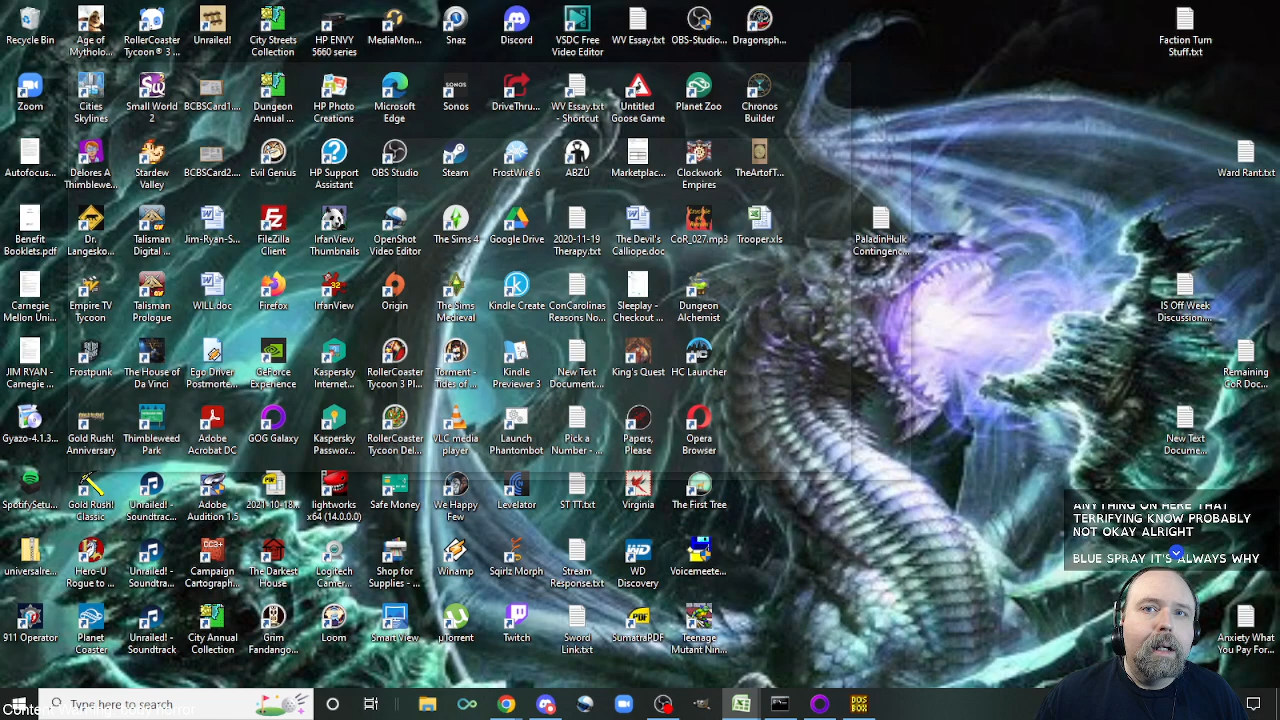 Recycle Bin
Age of
Mytholo...
RollerCoaster
Tycoon ® 3 ...
Unrailed!
City Streets
Collection
HP ENVY
5660 series
MediaMon...
Snaz
Discord
VSDC Free
Video Editor
WV Essay.txt
OBS-Studio...
Dragonsph...
Faction Turn
Stuff.txt
Zoom
Cities
Skylines
Small World
2
BCBSCard1....
Dungeon
Annual ...
HP Photo
Creations
Microsoft
Edge
SONOS
Sonos
DriveThru...
WV Essay.txt
- Shortcut
Untitled
Goose Game
Planet Zoo
Chronos
Builder
Autofocus...
Delores A
Thimblewe...
Stardew
Valley
BCBSCard2....
Evil Genius
HP Support
Assistant
OBS Studio
Steam
FrostWire 6
ABZÛ
Marketplac...
Clockwork
Empires
TheArtofT...
Ward Rant.txt
Benefit
Booklets.pdf
Dr.
Langesko...
Talisman
Digital ...
Jim-Ryan-S...
FileZilla
Client
IrfanView
Thumbnails
OpenShot
Video Editor
The Sims 4
Google Drive
2020-11-19
Therapy.txt
The Devil's
Calliope.doc
CoR_027.mp3
Trooper.xls
PaladinHulk
Contingenc...
Carnegie
Mellon Uni...
Empire TV
Tycoon
Talisman
Prologue
WILL.doc
Firefox
IrfanView
Origin
The Sims
Medieval
Kindle Create
ConCarolinas
Reasons No...
Sleeplay -
Checkout ...
Dungeon
Alchemist
IS Off Week
Discussion....
JIM RYAN -
Carnegie ...
Frostpunk
The House of
Da Vinci
Ego Driver
Postmorte...
GeForce
Experience
Kaspersky
Internet...
RollerCoaster
Tycoon 3 Pl...
Torment -
Tides of ...
Kindle
Previewer 3
New Text
Document....
King's Quest
HC Launcher
Remaining
CoR Doc...
Gyazo-4.1.3...
Gold Rush!
Anniversary
Thimbleweed
Park
Adobe
Acrobat DC
GOG Galaxy
Kaspersky
Passwor...
RollerCoaster
Tycoon Del...
VLC media
player
Launch
Phantombot
Pick a
Number - ...
Papers,
Please
Opera
Browser
New Text
Docume...
SpotifySetu...
Gold Rush!
Classic
Unrailed! -
Soundtrac...
Adobe
Audition 1.5
2021-10-18...
lightworks
x64 (14.0.0.0)
Safe Money
We Happy
Few
Levelator
ST TT.txt
Virginia
The First Tree
ANYTHING ON HERE THAT
TERRIFYING KNOW PROBABLY
NOT OKAY ALRIGHT
BLUE SPRAY IT'S ALWAYS WHY
universalre...
Hero-U
Rogue to ...
Unrailed! -
Soundtra...
Campaign
Cartograph...
The Darkest
House
Logitech
Camer...
Shop for
Supplies - ...
Winamp
Sqirlz Morph
Stream
Response.txt
WD
Discovery
Voicemeete...
911 Operator
Planet
Coaster
Unrailed! -
Soundtra...
City Annual
Collection
Grim
Fandango...
Loom
Smart View
µTorrent
Twitch
Sword
Link.txt
PDF
SumatraPDF
Teenage
Mutant Nin...
Anxiety What
You Pay For...
DOS
BOX